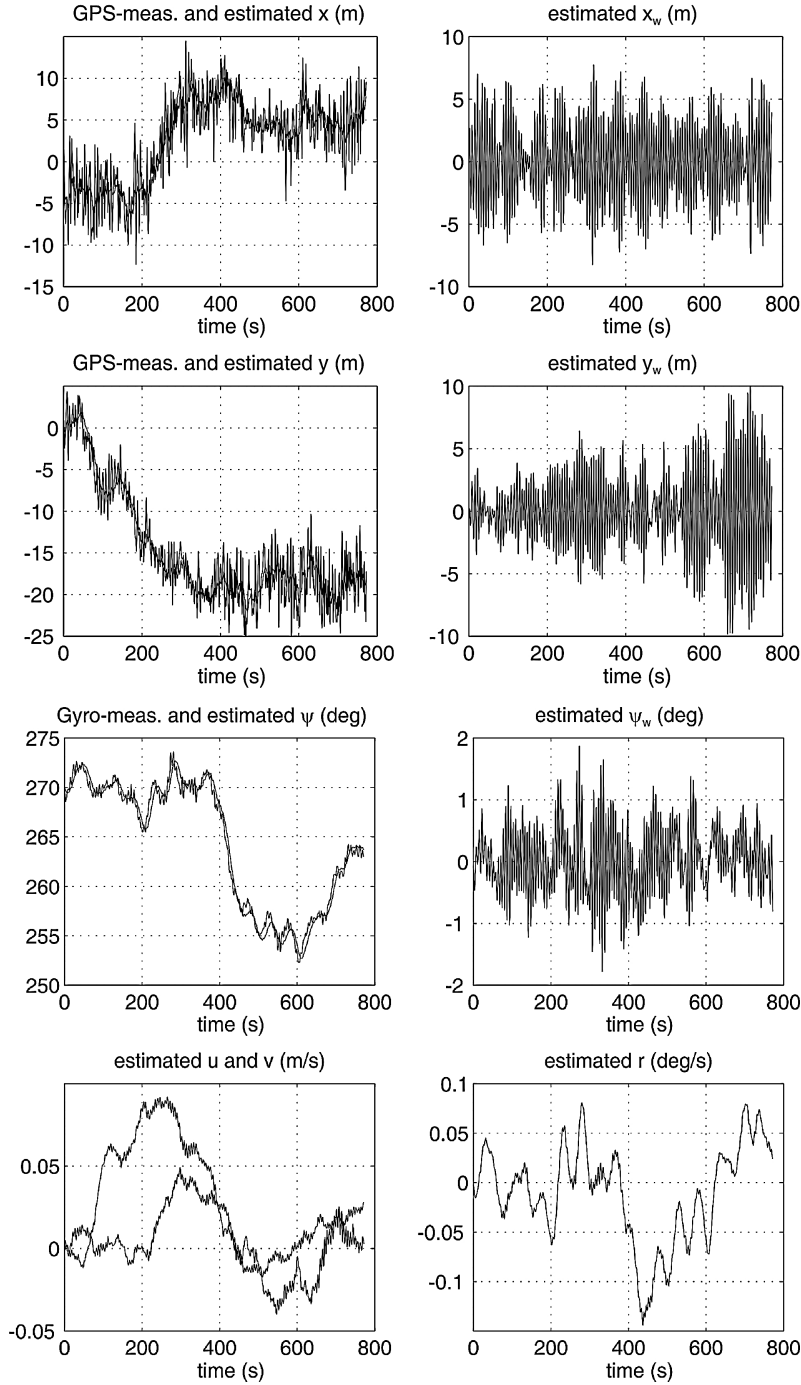 GPS-meas. and estimated x (m)
10
5
0
-5
-10
-15
0 200 400 600 800
time (s)
estimated x_w (m)
10
5
0
-5
-10
0 200 400 600 800
time (s)
GPS-meas. and estimated y (m)
0
-5
-10
-15
-20
-25
0 200 400 600 800
time (s)
estimated y_w (m)
10
5
0
-5
-10
0 200 400 600 800
time (s)
Gyro-meas. and estimated ψ (deg)
275
270
265
260
255
250
0 200 400 600 800
time (s)
estimated ψ_w (deg)
2
1
0
-1
-2
0 200 400 600 800
time (s)
estimated u and v (m/s)
0.05
0
-0.05
0 200 400 600 800
time (s)
estimated r (deg/s)
0.1
0.05
0
-0.05
-0.1
0 200 400 600 800
time (s)